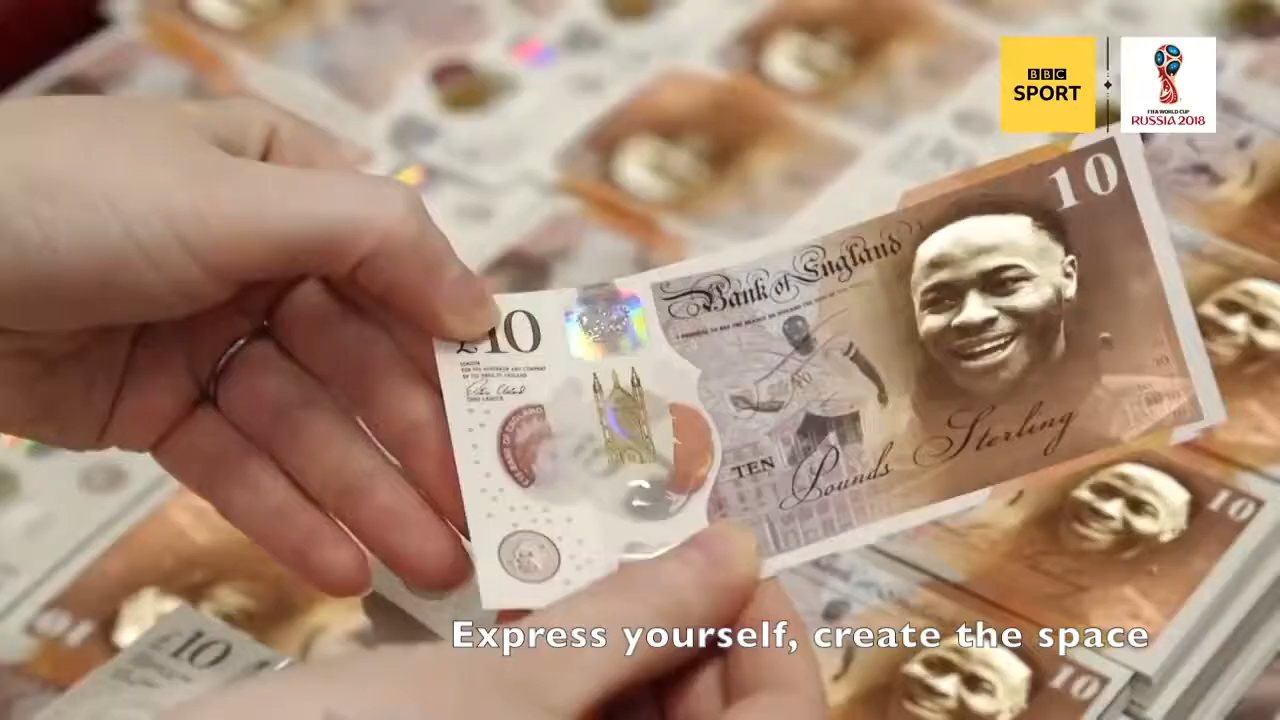 BBC
SPORT
FIFA WORLD CUP
RUSSIA 2018
10
Bank of England
£10
TEN
Pounds Sterling
10
£10
10
10
Express yourself, create the space